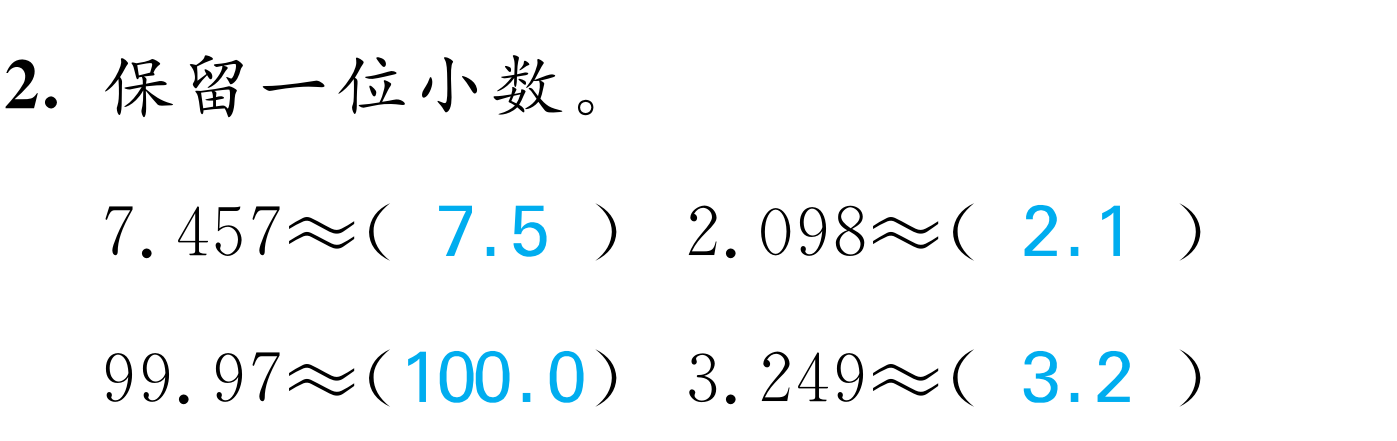 2. 保留一位小数。
7.457≈( 7.5 ) 2.098≈( 2.1 )
99.97≈(100.0) 3.249≈( 3.2 )